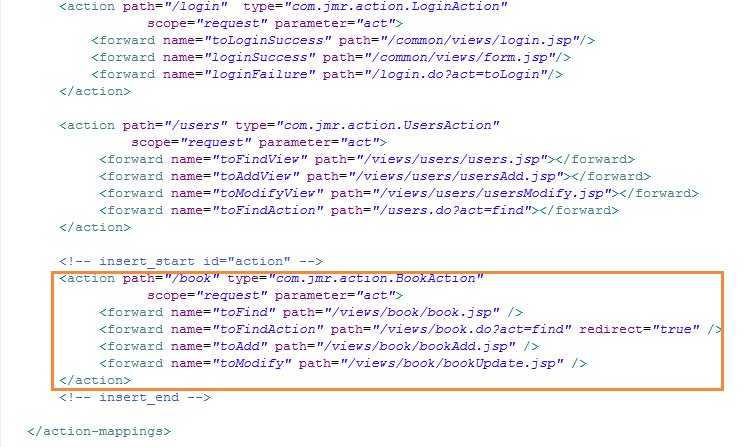 <action path="/login"  type="com.jmr.action.LoginAction"
scope="request" parameter="act">
<forward name="toLoginSuccess" path="/common/views/login.jsp"/>
<forward name="loginSuccess" path="/common/views/form.jsp"/>
<forward name="loginFailure" path="/login.do?act=toLogin"/>
</action>
<action path="/users" type="com.jmr.action.UsersAction"
scope="request" parameter="act">
<forward name="toFindView" path="/views/users/users.jsp"></forward>
<forward name="toAddView" path="/views/users/usersAdd.jsp"></forward>
<forward name="toModifyView" path="/views/users/usersModify.jsp"></forward>
<forward name="toFindAction" path="/users.do?act=find"></forward>
</action>
<!-- insert_start id="action" -->
<action path="/book" type="com.jmr.action.BookAction"
scope="request" parameter="act">
<forward name="toFind" path="/views/book/book.jsp" />
<forward name="toFindAction" path="/views/book.do?act=find" redirect="true" />
<forward name="toAdd" path="/views/book/bookAdd.jsp" />
<forward name="toModify" path="/views/book/bookUpdate.jsp" />
</action>
<!-- insert_end -->
</action-mappings>